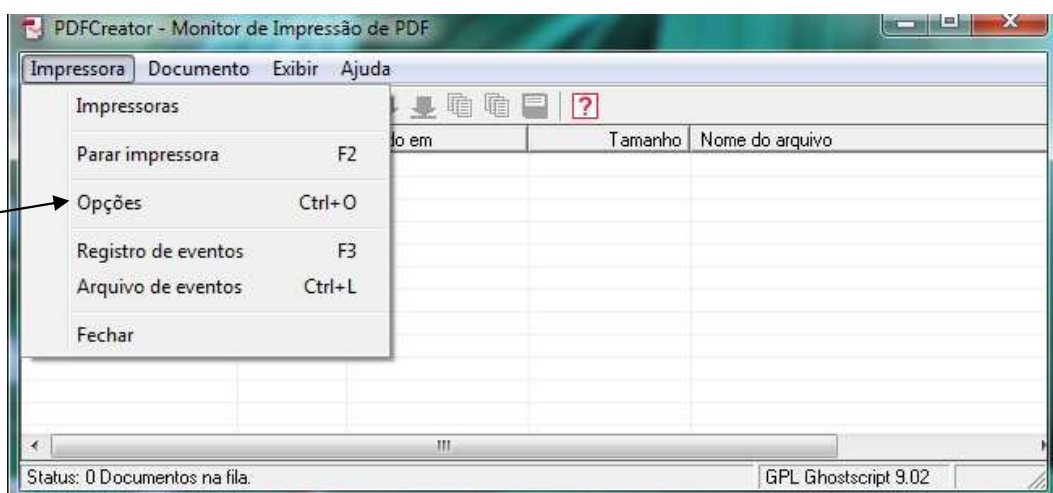 PDFCreator - Monitor de Impressão de PDF
Impressora Documento Exibir Ajuda
Impressoras
do em Tamanho Nome do arquivo
Parar impressora F2
Opções Ctrl+O
Registro de eventos F3
Arquivo de eventos Ctrl+L
Fechar
Status: 0 Documentos na fila. GPL Ghostscript 9.02